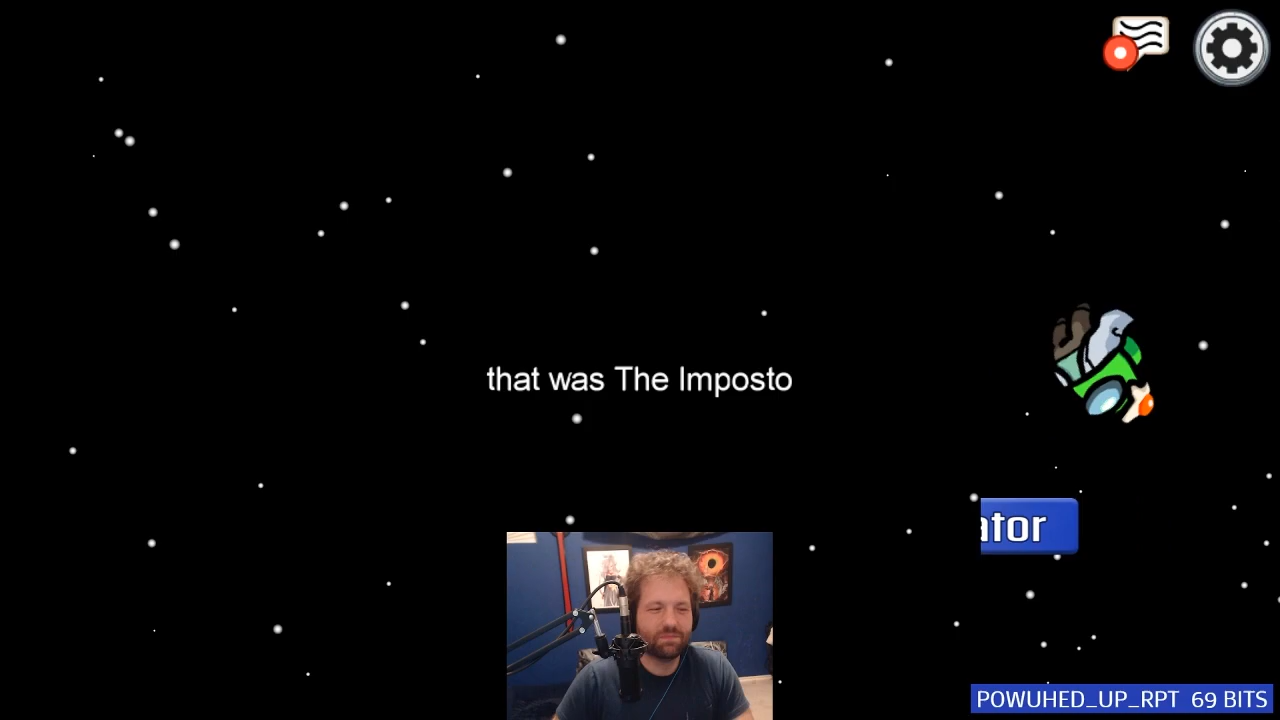 that was The Imposto
ator
POWUHED_UP_RPT 69 BITS